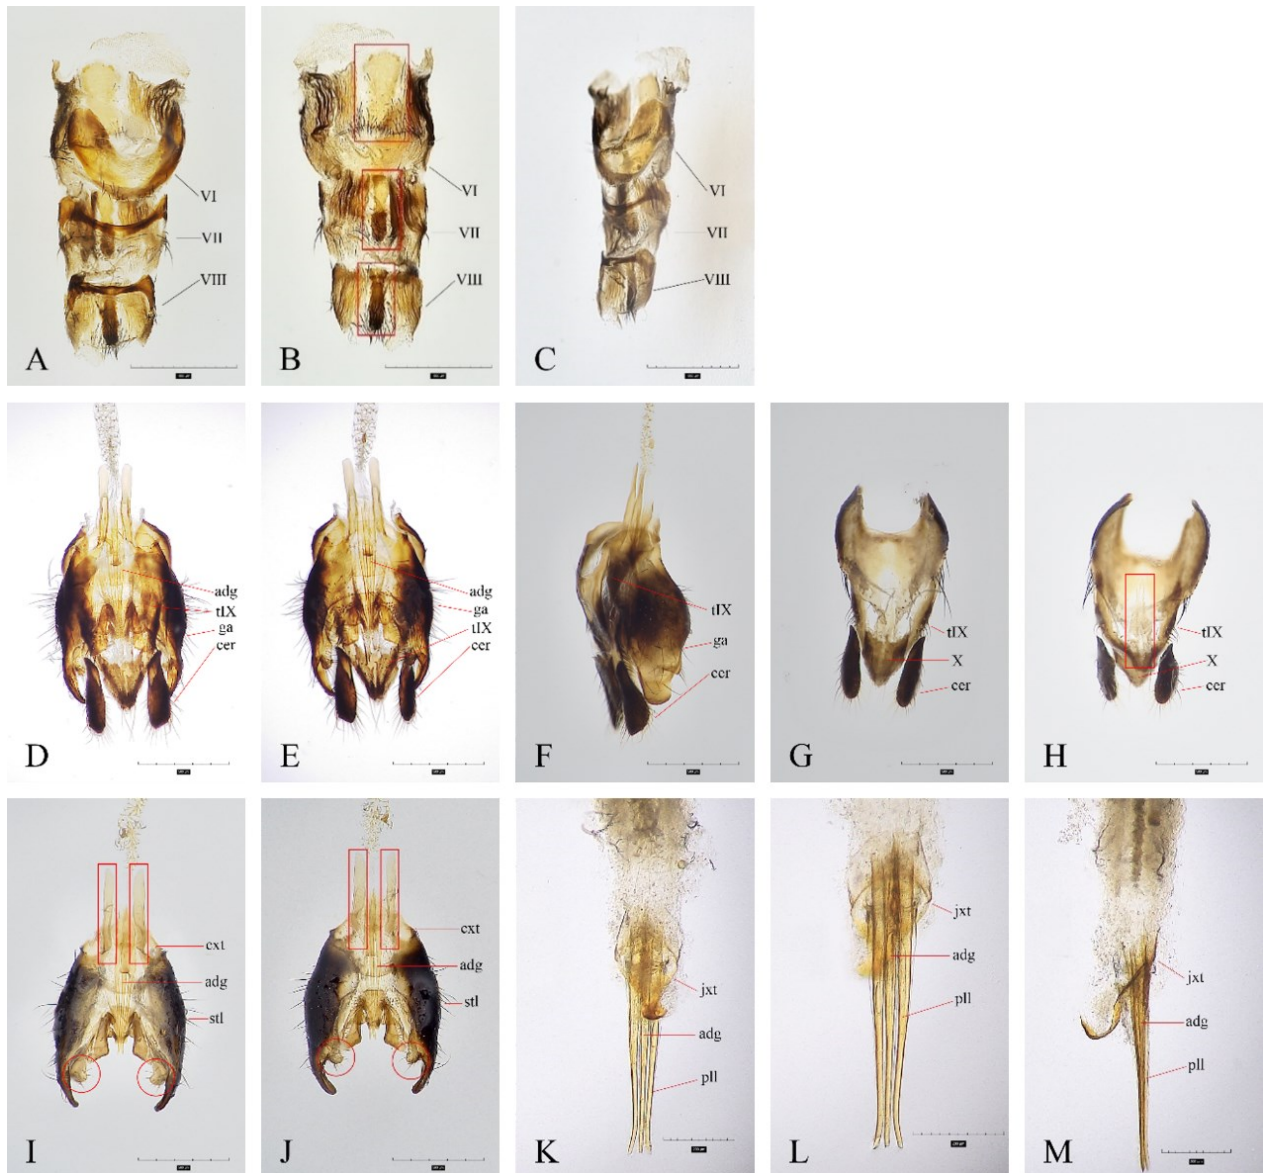 VI
VII
VIII
A
VI
VII
VIII
B
VI
VII
VIII
C
adg
tIX
ga
cer
D
adg
ga
tIX
cer
E
tIX
ga
cer
F
tIX
X
cer
G
tIX
X
cer
H
cxt
adg
stl
I
cxt
adg
stl
J
jxt
adg
pll
K
jxt
adg
pll
L
jxt
adg
pll
M